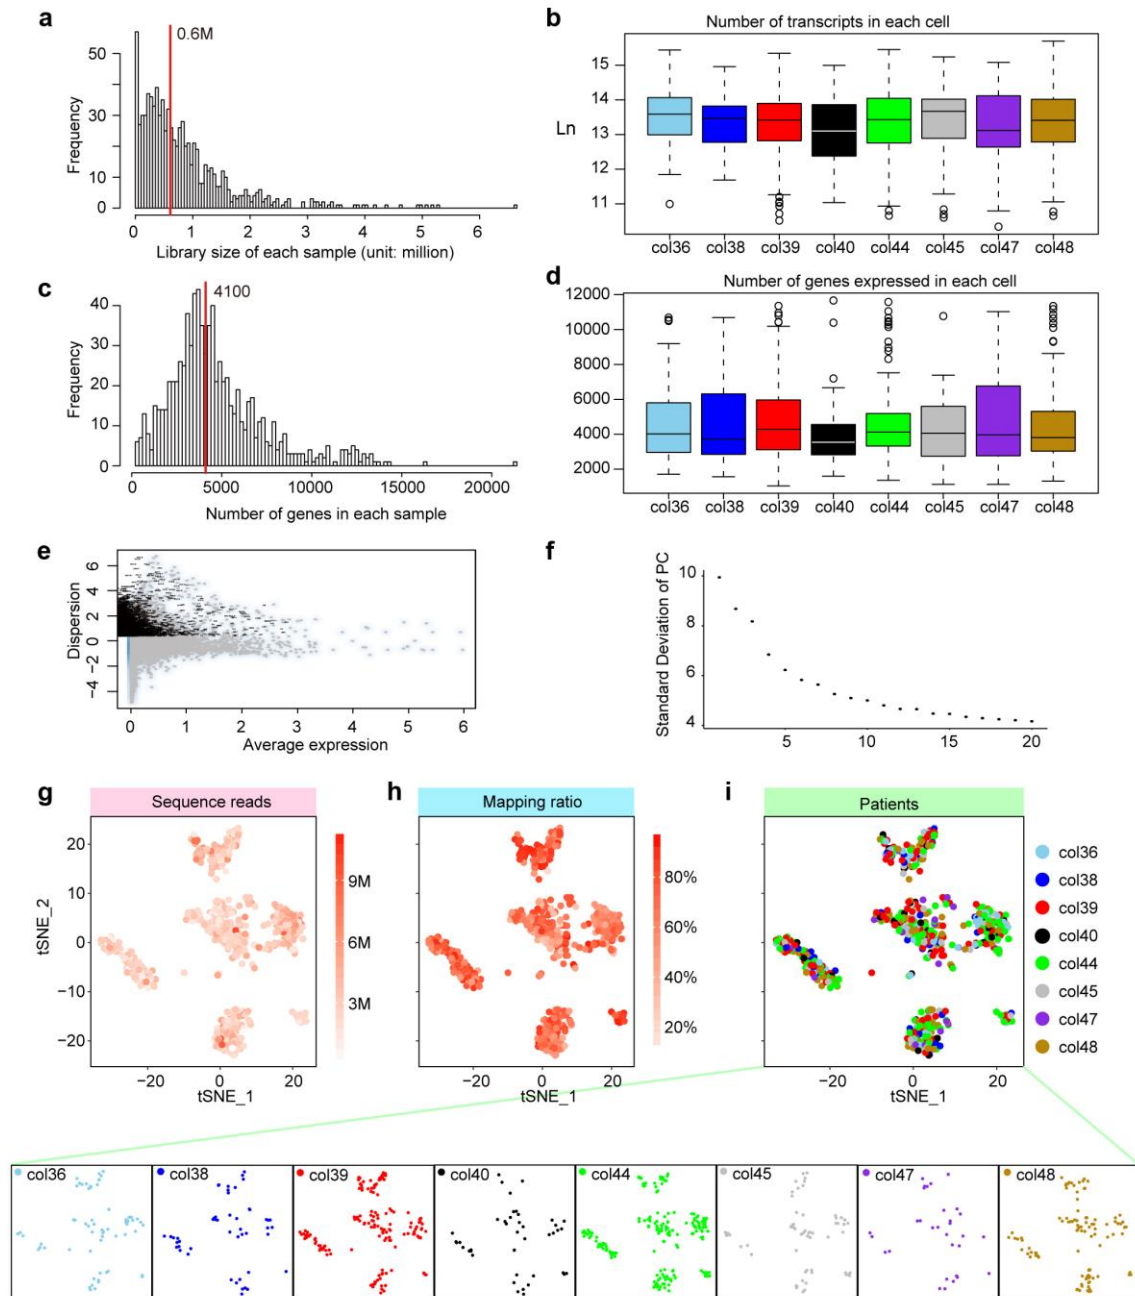 a
0.6M
50
30
10
0
Frequency
0 1 2 3 4 5 6
Library size of each sample (unit: million)
b
Number of transcripts in each cell
15
14
13
12
11
Ln
col36 col38 col39 col40 col44 col45 col47 col48
c
4100
40
30
20
10
0
Frequency
0 5000 10000 15000 20000
Number of genes in each sample
d
Number of genes expressed in each cell
12000
10000
8000
6000
4000
2000
col36 col38 col39 col40 col44 col45 col47 col48
e
6
4
2
0
−2
−4
Dispersion
0 1 2 3 4 5 6
Average expression
f
Standard Deviation of PC
10
8
6
4
5 10 15 20
g
Sequence reads
20
10
0
−10
−20
tSNE_2
−20 0 20
tSNE_1
9M
6M
3M
h
Mapping ratio
−20 0 20
tSNE_1
80%
60%
40%
20%
i
Patients
−20 0 20
tSNE_1
col36
col38
col39
col40
col44
col45
col47
col48
col36 col38 col39 col40 col44 col45 col47 col48